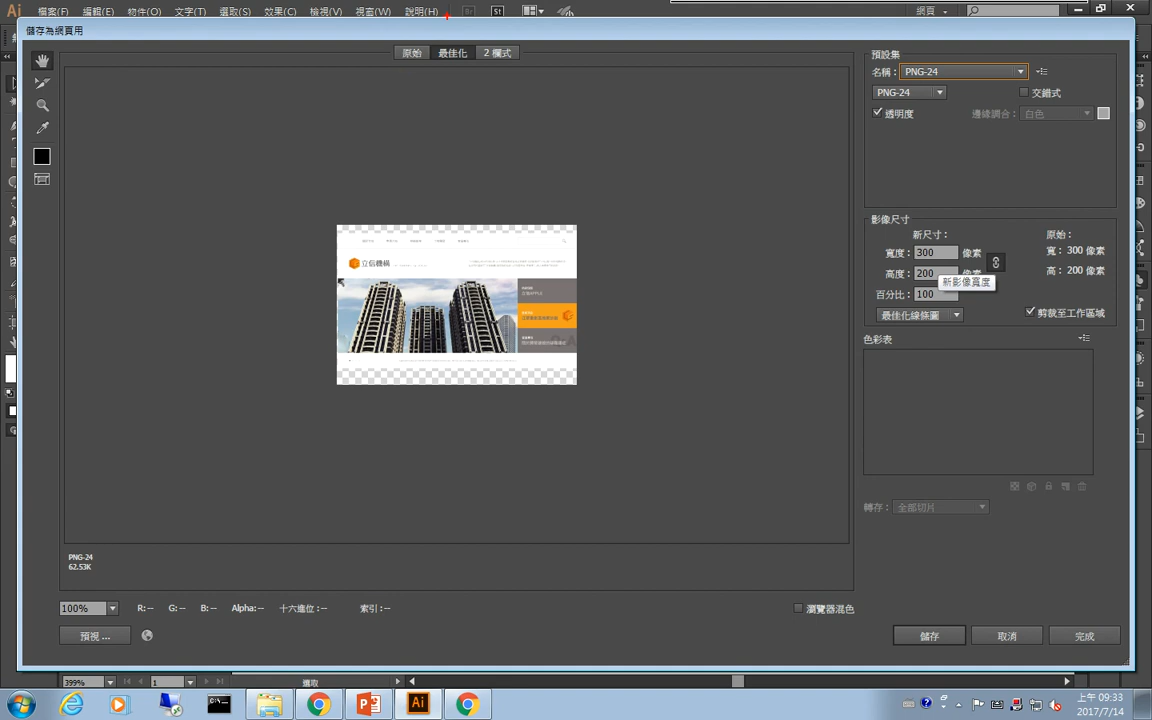 Ai 檔案(F) 編輯(E) 物件(O) 文字(T) 選取(S) 效果(C) 檢視(V) 視窗(W) 說明(H) Br St 網頁
儲存為網頁用
原始 最佳化 2 欄式
預設集
名稱： PNG-24
PNG-24 交錯式
透明度 邊緣調合： 白色
影像尺寸
新尺寸： 原始：
寬度： 300 像素 寬： 300 像素
高度： 200 像素 高： 200 像素
新影像寬度
百分比： 100
最佳化線條圖 剪裁至工作區域
色彩表
立信機構
轉存： 全部切片
PNG-24
62.53K
100% R:-- G:-- B:-- Alpha:-- 十六進位:-- 索引:-- 瀏覽器混色
預視 ... 儲存 取消 完成
399% 1 選取
Ai
上午 09:33
2017/7/14